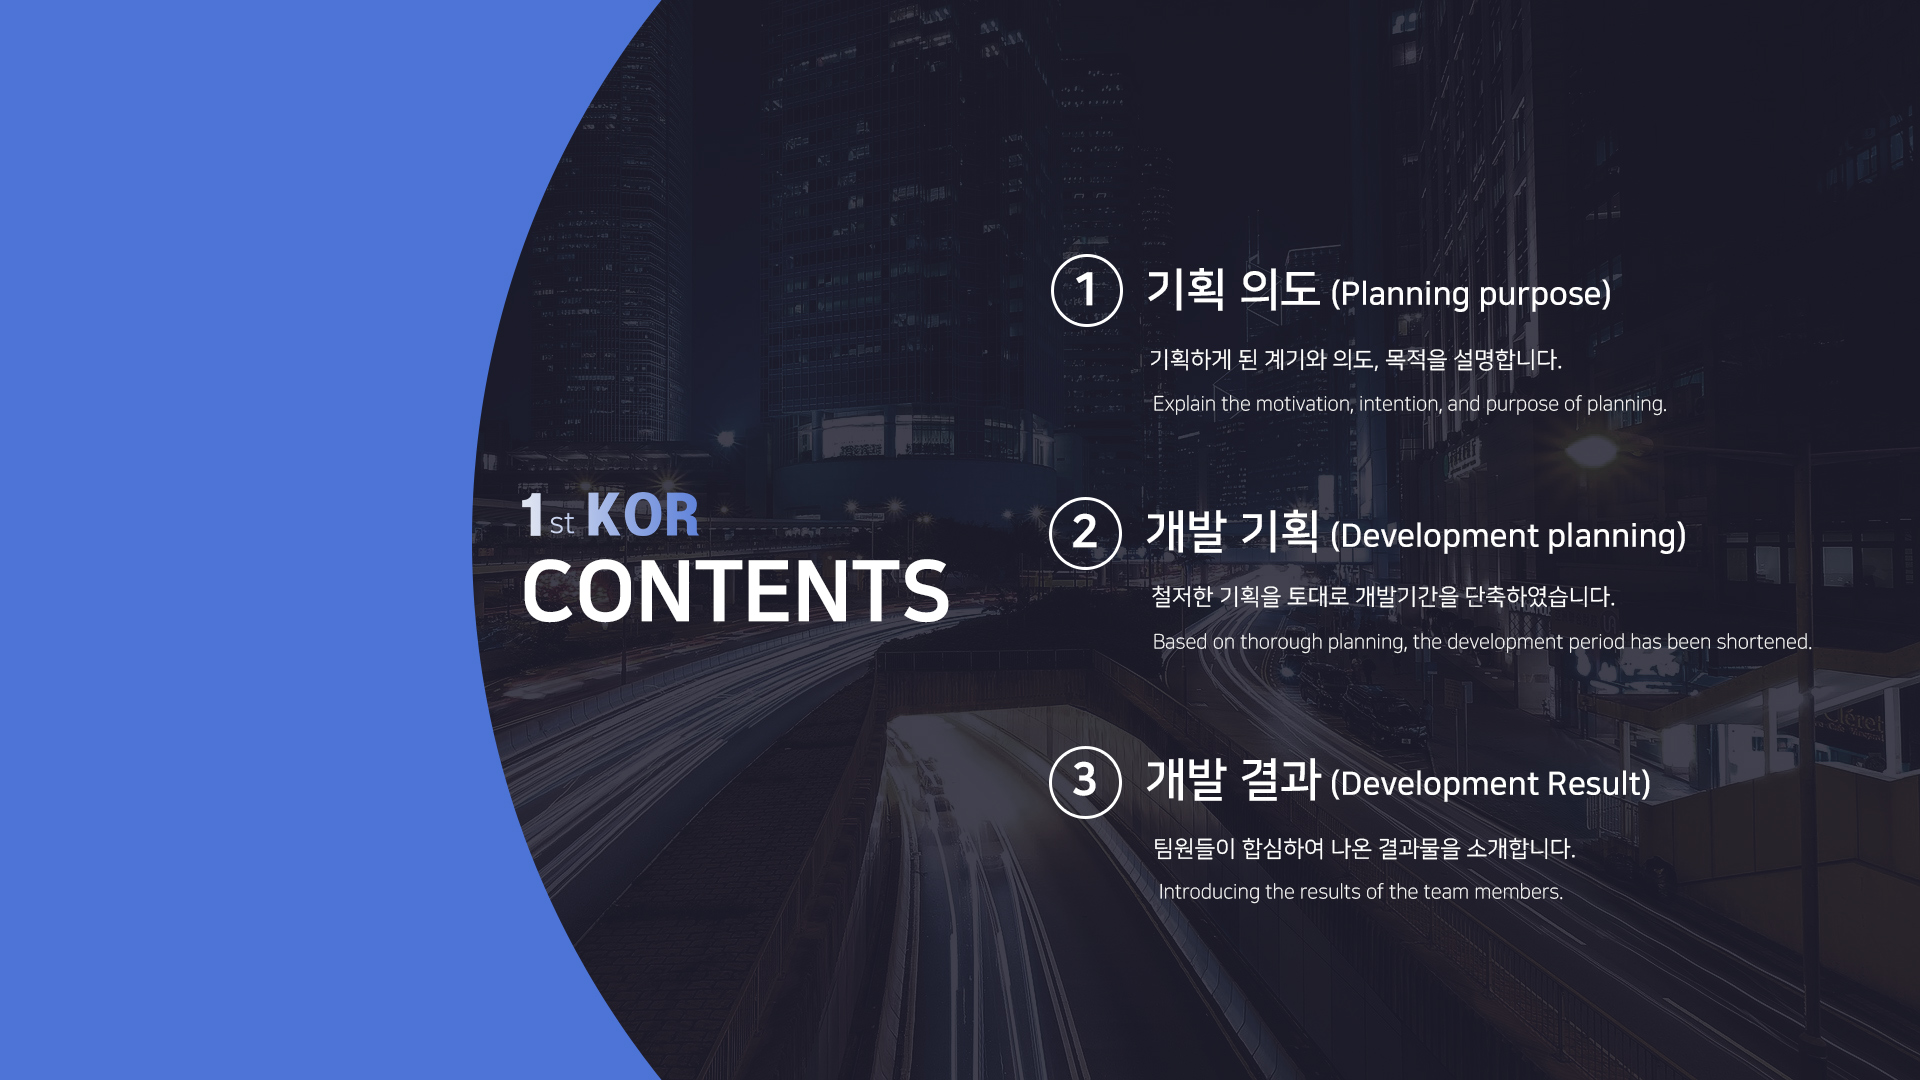 1st KOR
CONTENTS
1 기획 의도 (Planning purpose)
기획하게 된 계기와 의도, 목적을 설명합니다.
Explain the motivation, intention, and purpose of planning.
2 개발 기획 (Development planning)
철저한 기획을 토대로 개발기간을 단축하였습니다.
Based on thorough planning, the development period has been shortened.
3 개발 결과 (Development Result)
팀원들이 합심하여 나온 결과물을 소개합니다.
Introducing the results of the team members.